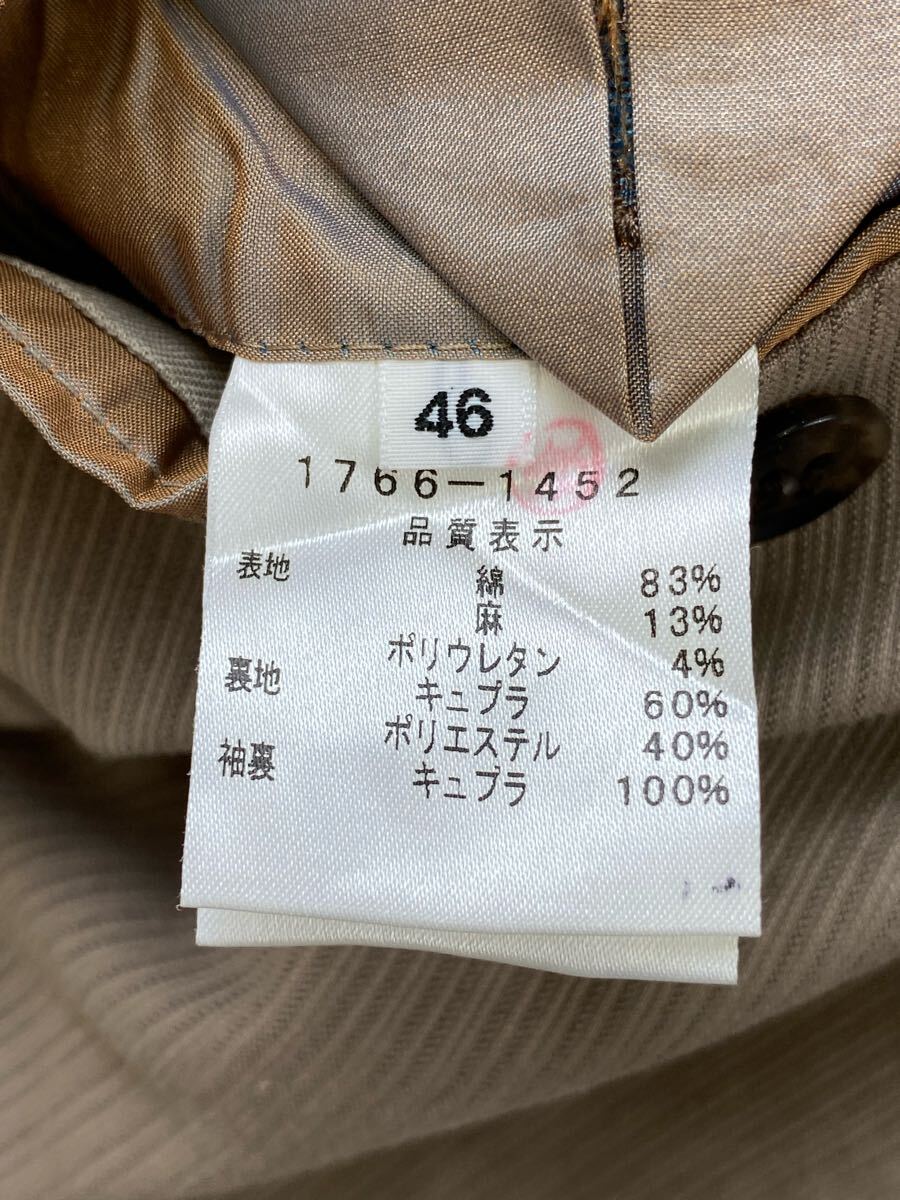 46
1766-1452
品質表示
表地 綿 83%
麻 13%
ポリウレタン 4%
裏地 キュプラ 60%
ポリエステル 40%
袖裏 キュプラ 100%